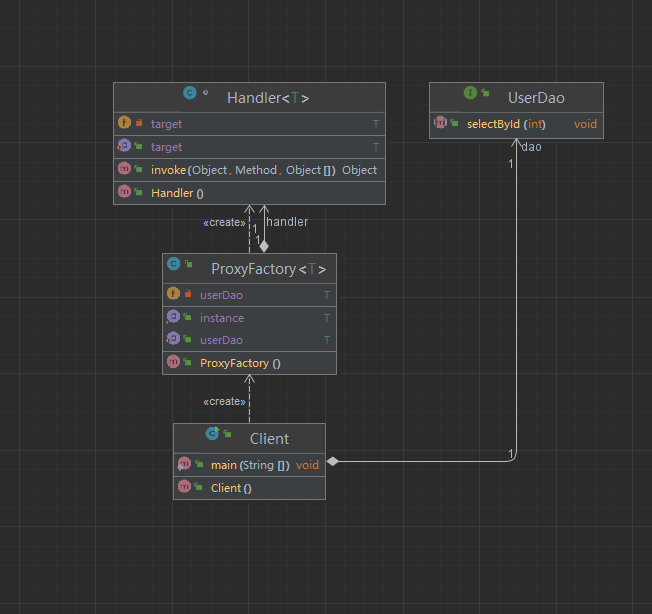 Handler<T>
target T
target T
invoke(Object, Method, Object[]) Object
Handler()
UserDao
selectById(int) void
dao
1
«create»
1
handler
1
ProxyFactory<T>
userDao T
instance T
userDao T
ProxyFactory()
«create»
Client
main(String[]) void
Client()
1